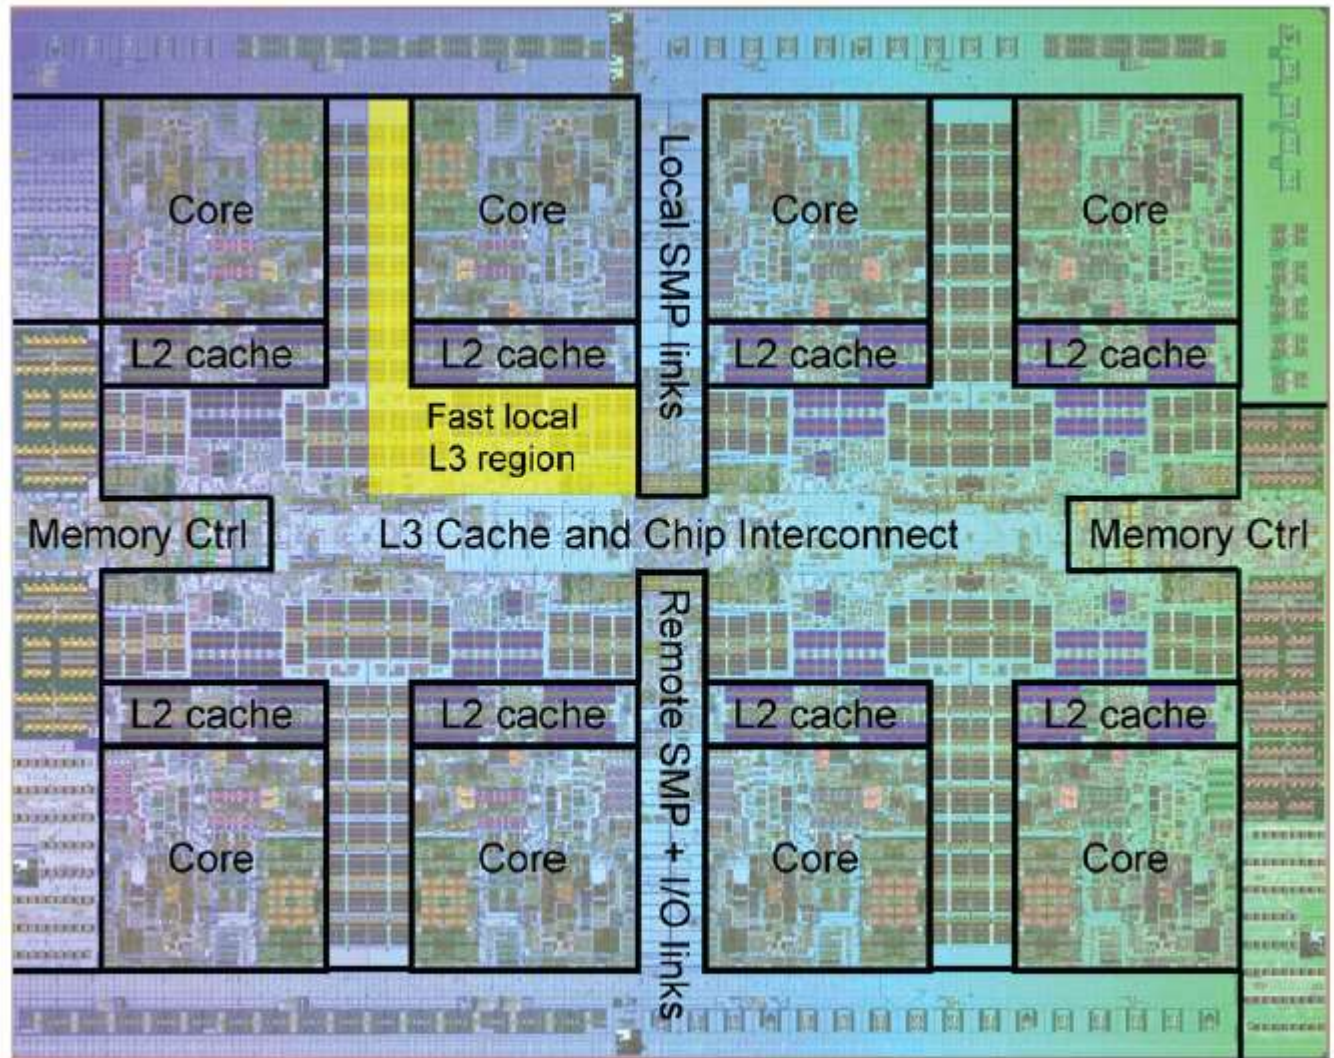 Core
Core
Core
Core
Local SMP links
L2 cache
L2 cache
L2 cache
L2 cache
Fast local
L3 region
Memory Ctrl
L3 Cache and Chip Interconnect
Memory Ctrl
Remote SMP + I/O links
L2 cache
L2 cache
L2 cache
L2 cache
Core
Core
Core
Core